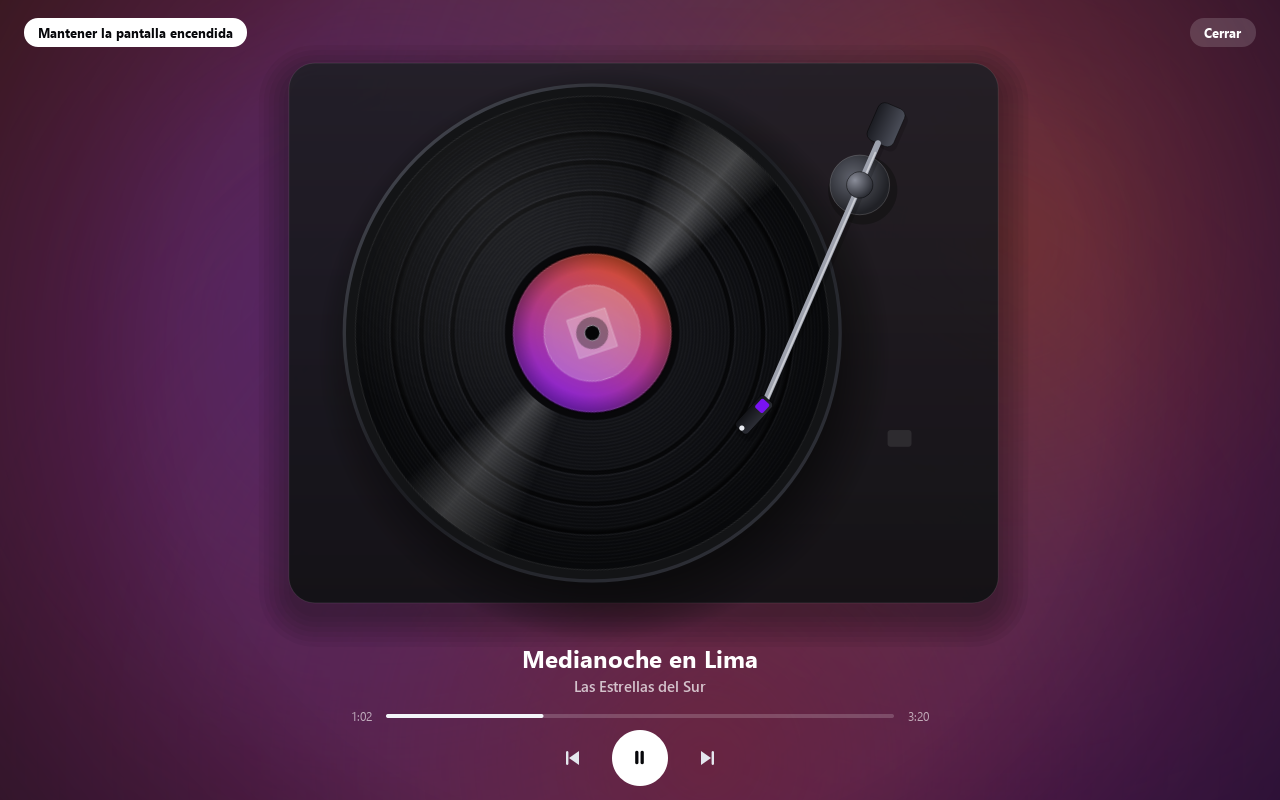 Mantener la pantalla encendida
Cerrar
Medianoche en Lima
Las Estrellas del Sur
1:02
3:20